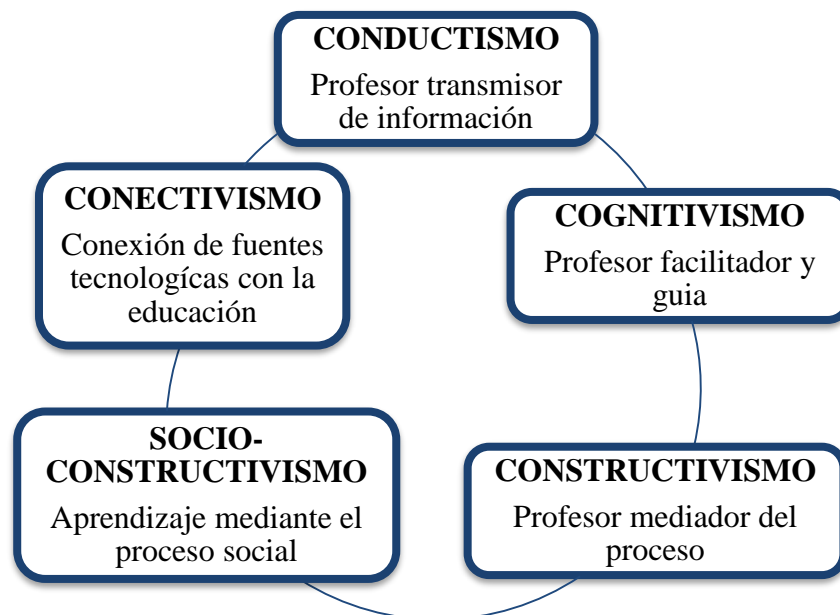 CONDUCTISMO
Profesor transmisor
de información
CONECTIVISMO
Conexión de fuentes
tecnologícas con la
educación
COGNITIVISMO
Profesor facilitador y
guia
SOCIO-
CONSTRUCTIVISMO
Aprendizaje mediante el
proceso social
CONSTRUCTIVISMO
Profesor mediador del
proceso